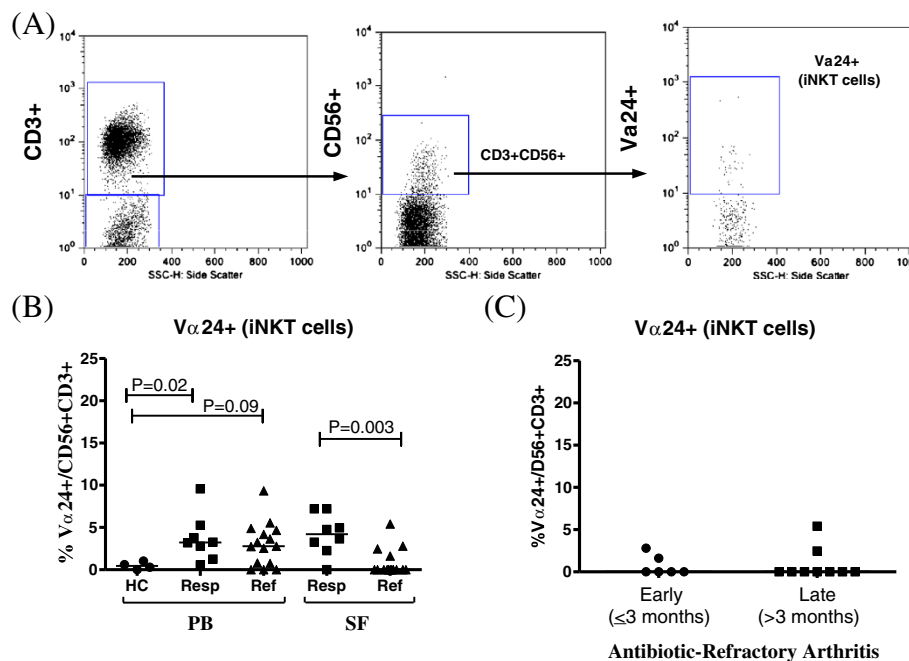 (A)
CD3+
10⁴
10³
10²
10¹
10⁰
0 200 400 600 800 1000
SSC-H: Side Scatter
CD56+
10⁴
10³
10²
10¹
10⁰
0 200 400 600 800 1000
SSC-H: Side Scatter
CD3+CD56+
Va24+
10⁴
10³
10²
10¹
10⁰
0 200 400 600 800 1000
SSC-H: Side Scatter
Va24+
(iNKT cells)
(B)
Vα24+ (iNKT cells)
% Vα24+/CD56+CD3+
25
20
15
10
5
0
P=0.02
P=0.09
P=0.003
HC Resp Ref Resp Ref
PB SF
(C)
Vα24+ (iNKT cells)
%Vα24+/D56+CD3+
25
20
15
10
5
0
Early Late
(≤3 months) (>3 months)
Antibiotic-Refractory Arthritis